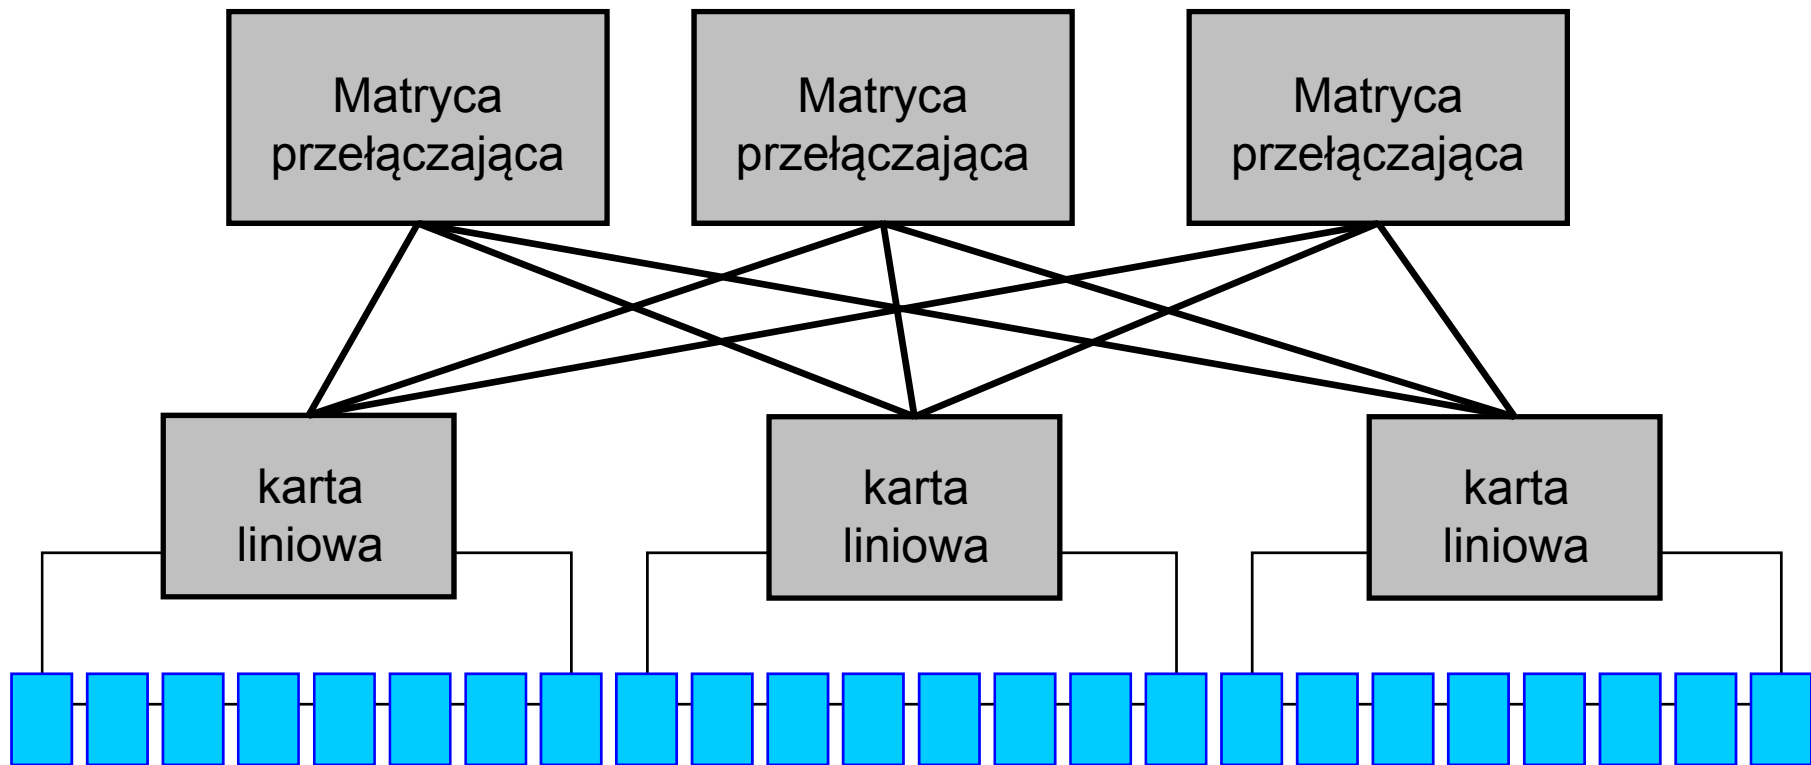 Matryca
przełączająca
Matryca
przełączająca
Matryca
przełączająca
karta
liniowa
karta
liniowa
karta
liniowa